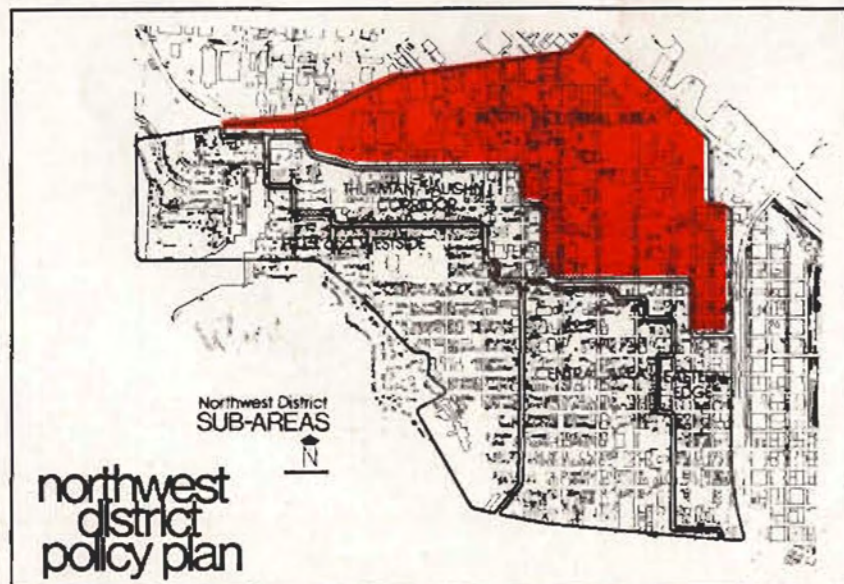 NORTH INDUSTRIAL AREA
THURMAN-VAUGHN
CORRIDOR
WESTSIDE
CENTRAL AREA
EASTERN
EDGE
Northwest District
SUB-AREAS
N
northwest
district
policy plan